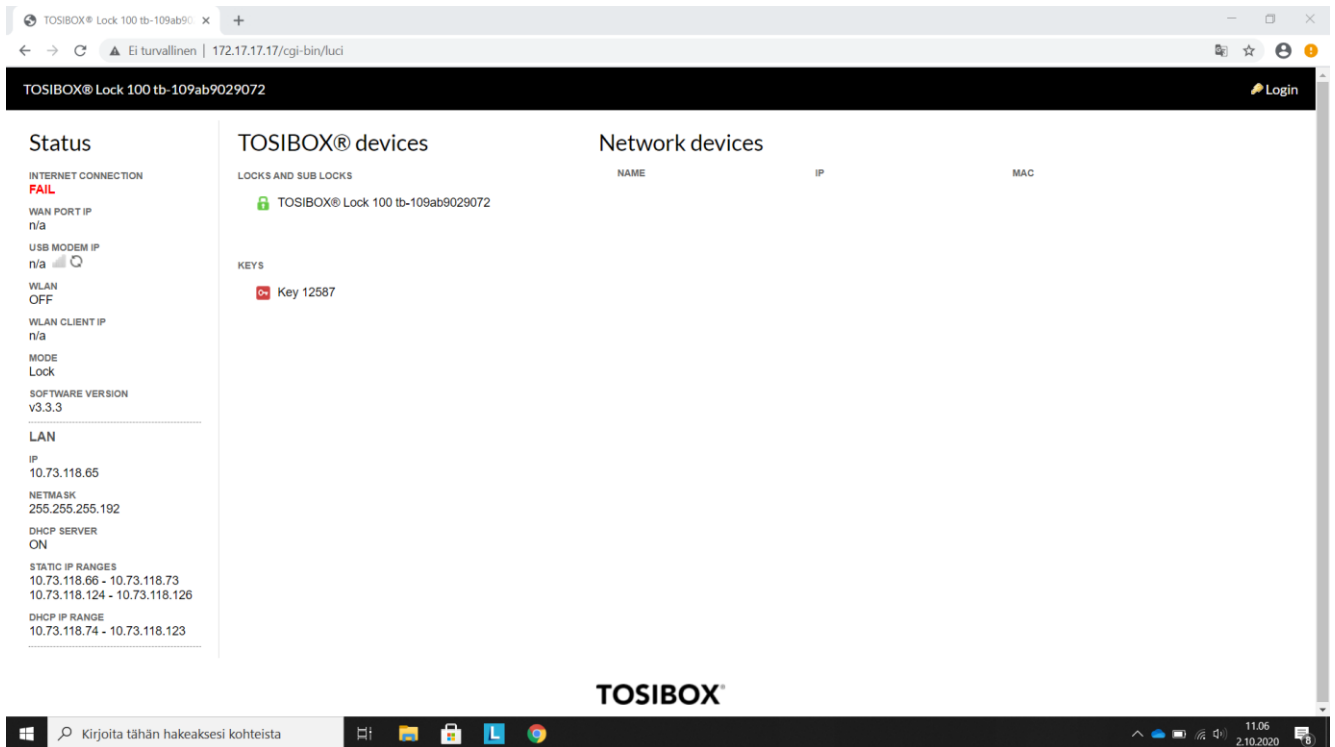 TOSIBOX® Lock 100 tb-109ab90
Ei turvallinen | 172.17.17.17/cgi-bin/luci
TOSIBOX® Lock 100 tb-109ab9029072
Login
Status
INTERNET CONNECTION
FAIL
WAN PORT IP
n/a
USB MODEM IP
n/a
WLAN
OFF
WLAN CLIENT IP
n/a
MODE
Lock
SOFTWARE VERSION
v3.3.3
LAN
IP
10.73.118.65
NETMASK
255.255.255.192
DHCP SERVER
ON
STATIC IP RANGES
10.73.118.66 - 10.73.118.73
10.73.118.124 - 10.73.118.126
DHCP IP RANGE
10.73.118.74 - 10.73.118.123
TOSIBOX® devices
LOCKS AND SUB LOCKS
TOSIBOX® Lock 100 tb-109ab9029072
KEYS
Key 12587
Network devices
NAME IP MAC
TOSIBOX®
Kirjoita tähän hakeaksesi kohteista
L
11.06
2.10.2020
8